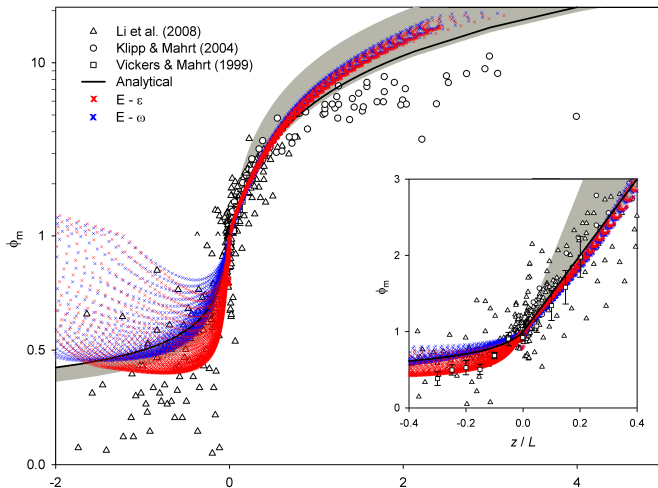 Li et al. (2008)
Klipp & Mahrt (2004)
Vickers & Mahrt (1999)
Analytical
E - ε
E - ω
10
1
0.5
0.0
ϕm
-2
0
2
4
3
2
1
0
ϕm
-0.4
-0.2
0.0
0.2
0.4
z / L